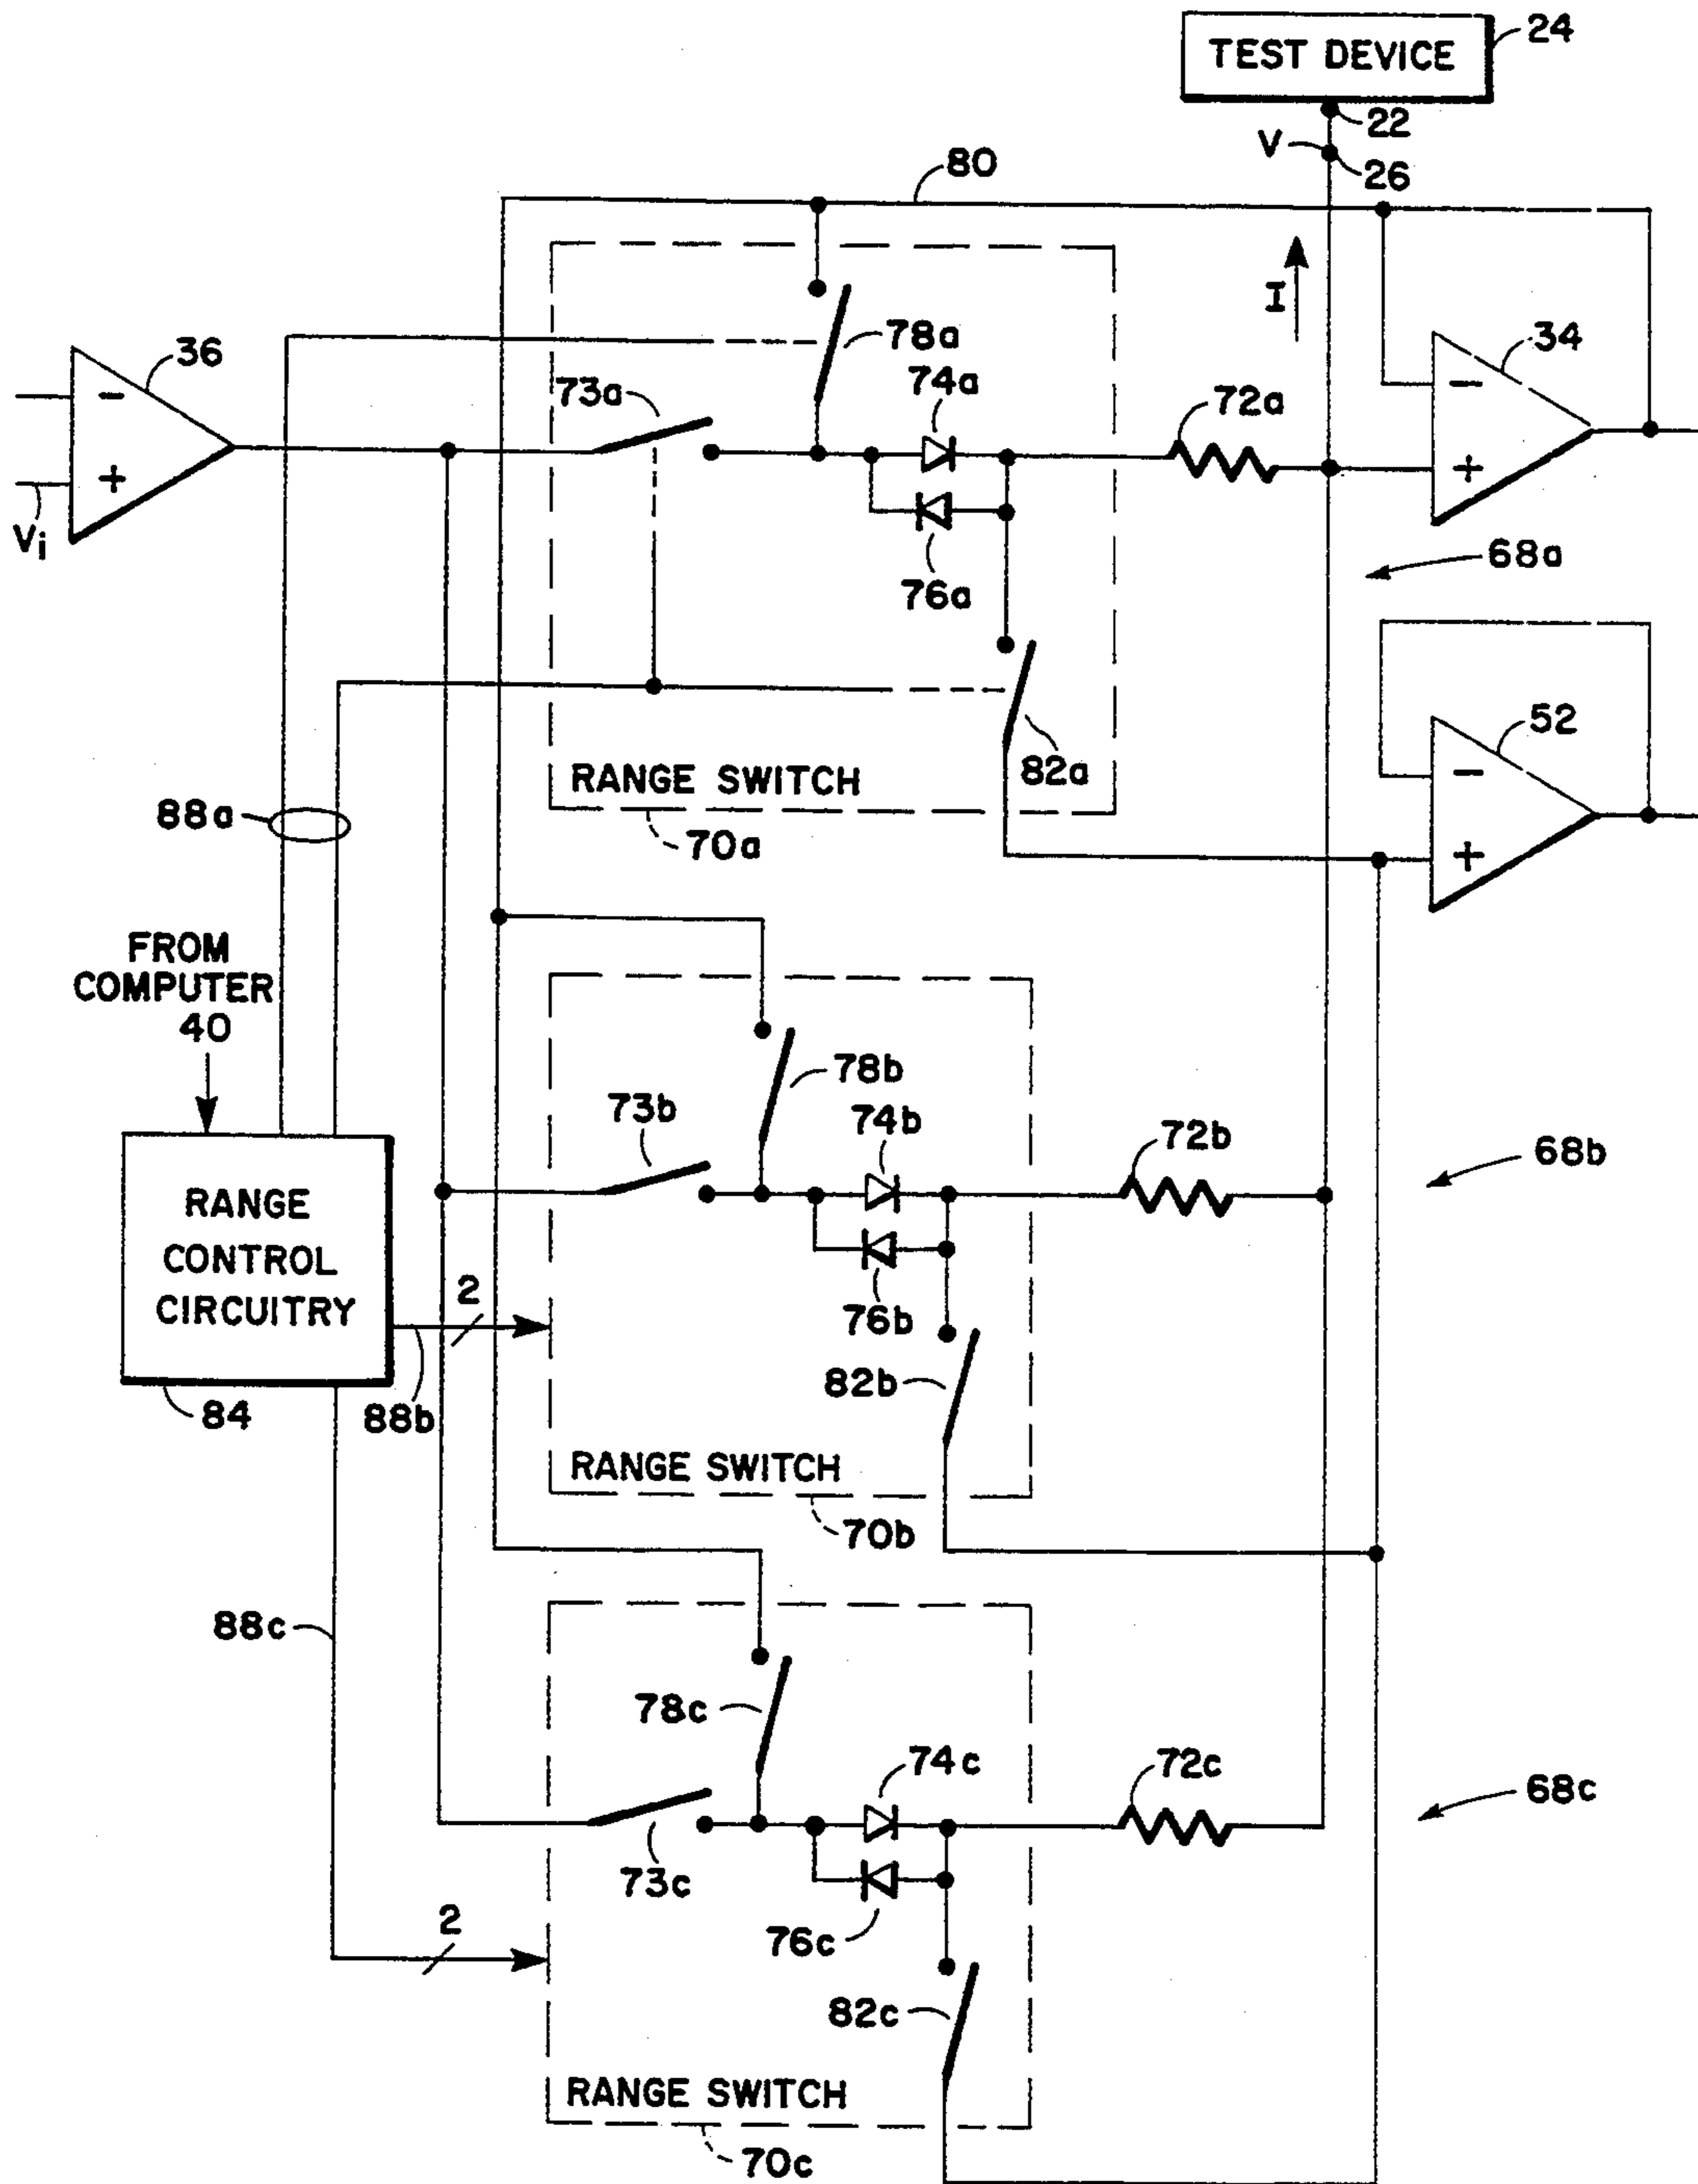 TEST DEVICE
24
22
V
26
80
I
36
-
+
Vi
78a
73a
74a
72a
34
-
+
76a
68a
52
-
+
82a
RANGE SWITCH
70a
88a
FROM
COMPUTER
40
RANGE
CONTROL
CIRCUITRY
84
2
88b
78b
73b
74b
72b
68b
76b
82b
RANGE SWITCH
70b
88c
78c
74c
72c
68c
73c
76c
2
82c
RANGE SWITCH
70c